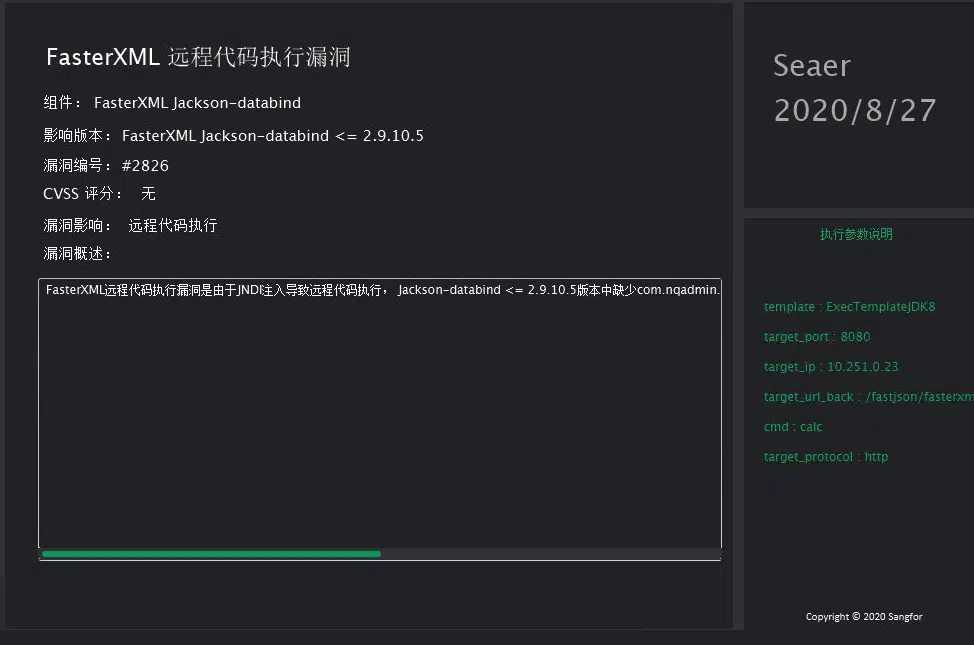 FasterXML 远程代码执行漏洞
组件： FasterXML Jackson-databind
影响版本：FasterXML Jackson-databind <= 2.9.10.5
漏洞编号：#2826
CVSS 评分： 无
漏洞影响： 远程代码执行
漏洞概述：
FasterXML远程代码执行漏洞是由于JNDI注入导致远程代码执行， Jackson-databind <= 2.9.10.5版本中缺少com.nqadmin.
Seaer
2020/8/27
执行参数说明
template : ExecTemplateJDK8
target_port : 8080
target_ip : 10.251.0.23
target_url_back : /fastjson/fasterxm
cmd : calc
target_protocol : http
Copyright © 2020 Sangfor